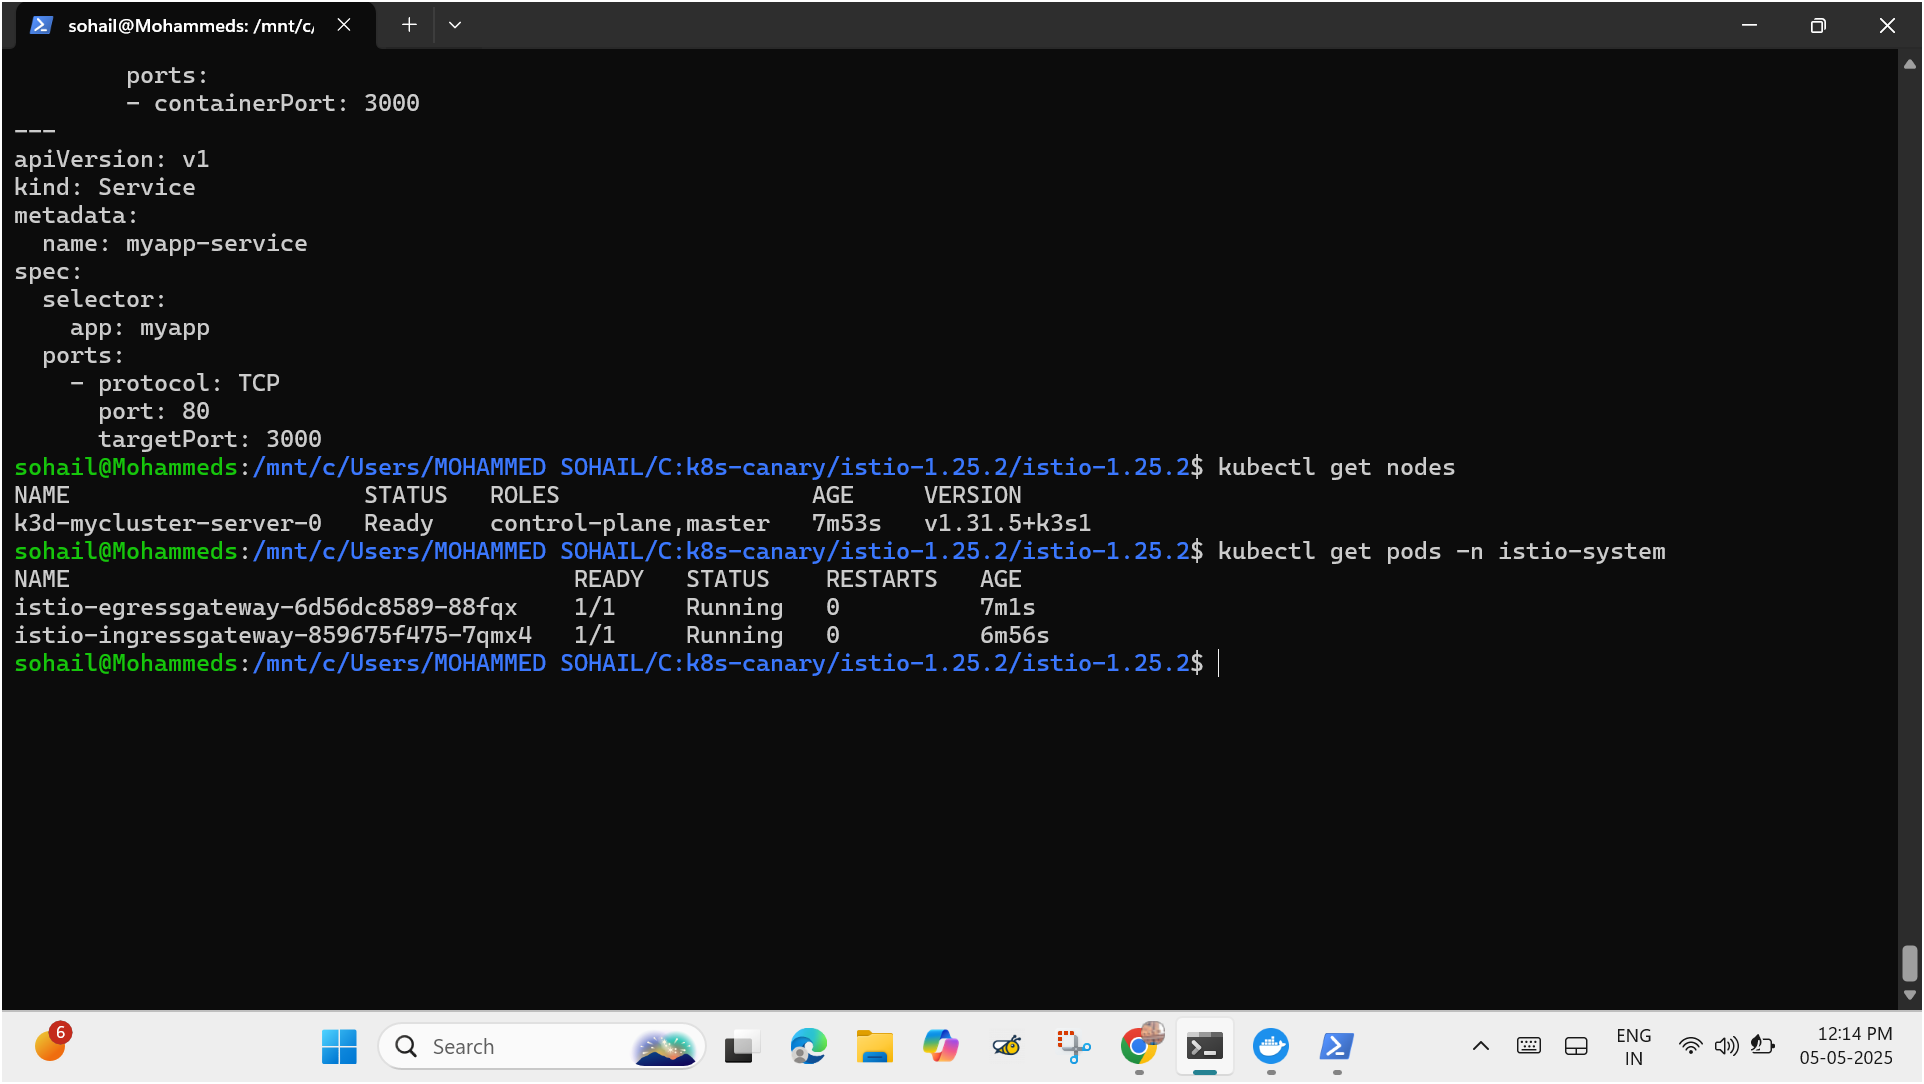 sohail@Mohammeds: /mnt/c/
        ports:
        - containerPort: 3000
---
apiVersion: v1
kind: Service
metadata:
  name: myapp-service
spec:
  selector:
    app: myapp
  ports:
    - protocol: TCP
      port: 80
      targetPort: 3000
sohail@Mohammeds:/mnt/c/Users/MOHAMMED SOHAIL/C:k8s-canary/istio-1.25.2/istio-1.25.2$ kubectl get nodes
NAME                     STATUS   ROLES                  AGE     VERSION
k3d-mycluster-server-0   Ready    control-plane,master   7m53s   v1.31.5+k3s1
sohail@Mohammeds:/mnt/c/Users/MOHAMMED SOHAIL/C:k8s-canary/istio-1.25.2/istio-1.25.2$ kubectl get pods -n istio-system
NAME                                    READY   STATUS    RESTARTS   AGE
istio-egressgateway-6d56dc8589-88fqx    1/1     Running   0          7m1s
istio-ingressgateway-859675f475-7qmx4   1/1     Running   0          6m56s
sohail@Mohammeds:/mnt/c/Users/MOHAMMED SOHAIL/C:k8s-canary/istio-1.25.2/istio-1.25.2$
6
Search
ENG
IN
12:14 PM
05-05-2025